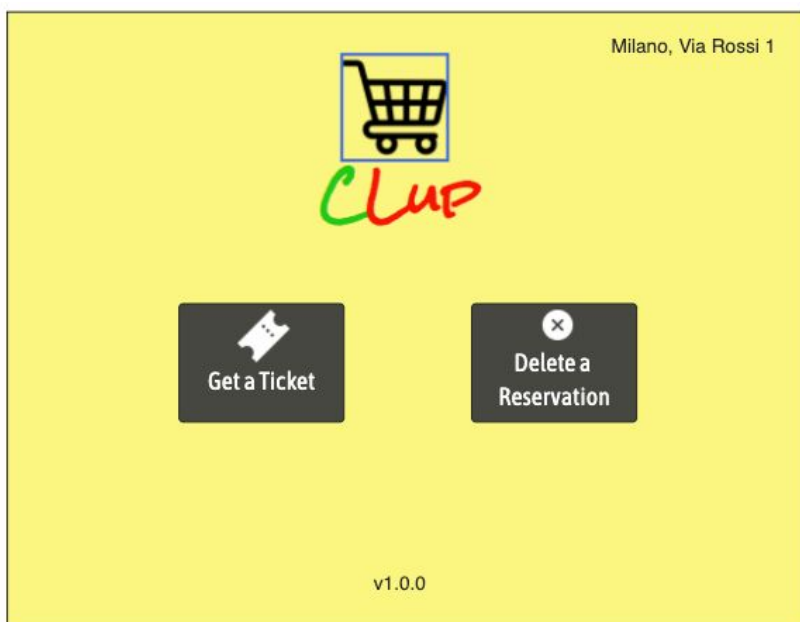 Milano, Via Rossi 1
CLup
Get a Ticket
Delete a
Reservation
v1.0.0